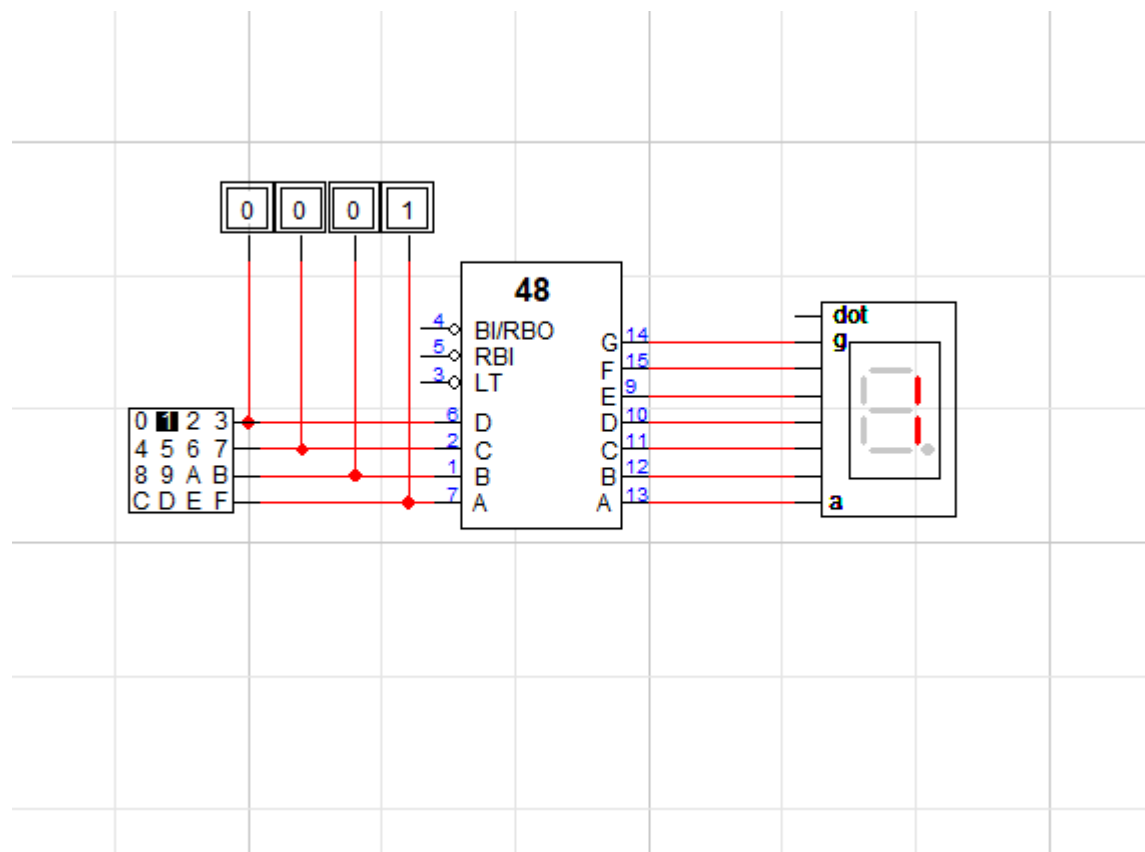 0 0 0 1
48
4 BI/RBO
5 RBI
3 LT
6 D
2 C
1 B
7 A
G 14
F 15
E 9
D 10
C 11
B 12
A 13
0 1 2 3
4 5 6 7
8 9 A B
C D E F
dot
g
a
1